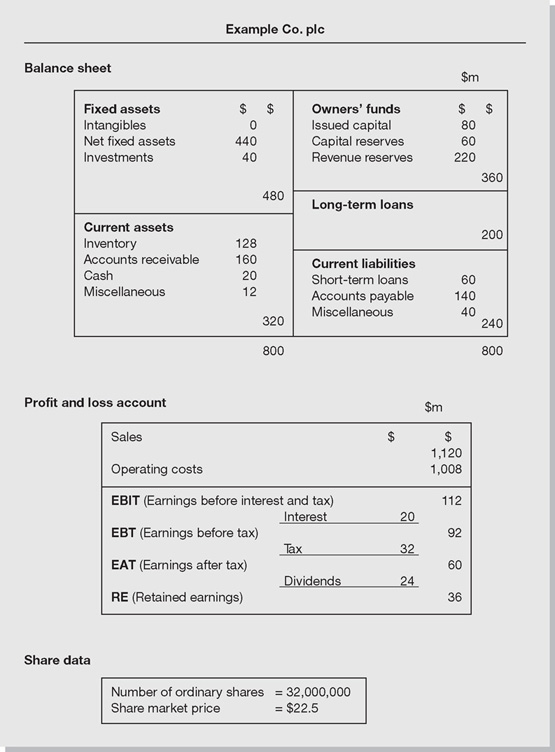 Example Co. plc
Balance sheet
$m
Fixed assets $ $
Intangibles 0
Net fixed assets 440
Investments 40
480
Current assets
Inventory 128
Accounts receivable 160
Cash 20
Miscellaneous 12
320
800
Owners’ funds $ $
Issued capital 80
Capital reserves 60
Revenue reserves 220
360
Long-term loans
200
Current liabilities
Short-term loans 60
Accounts payable 140
Miscellaneous 40
240
800
Profit and loss account
$m
Sales $ $
1,120
Operating costs 1,008
EBIT (Earnings before interest and tax) 112
Interest 20
EBT (Earnings before tax) 92
Tax 32
EAT (Earnings after tax) 60
Dividends 24
RE (Retained earnings) 36
Share data
Number of ordinary shares = 32,000,000
Share market price = $22.5